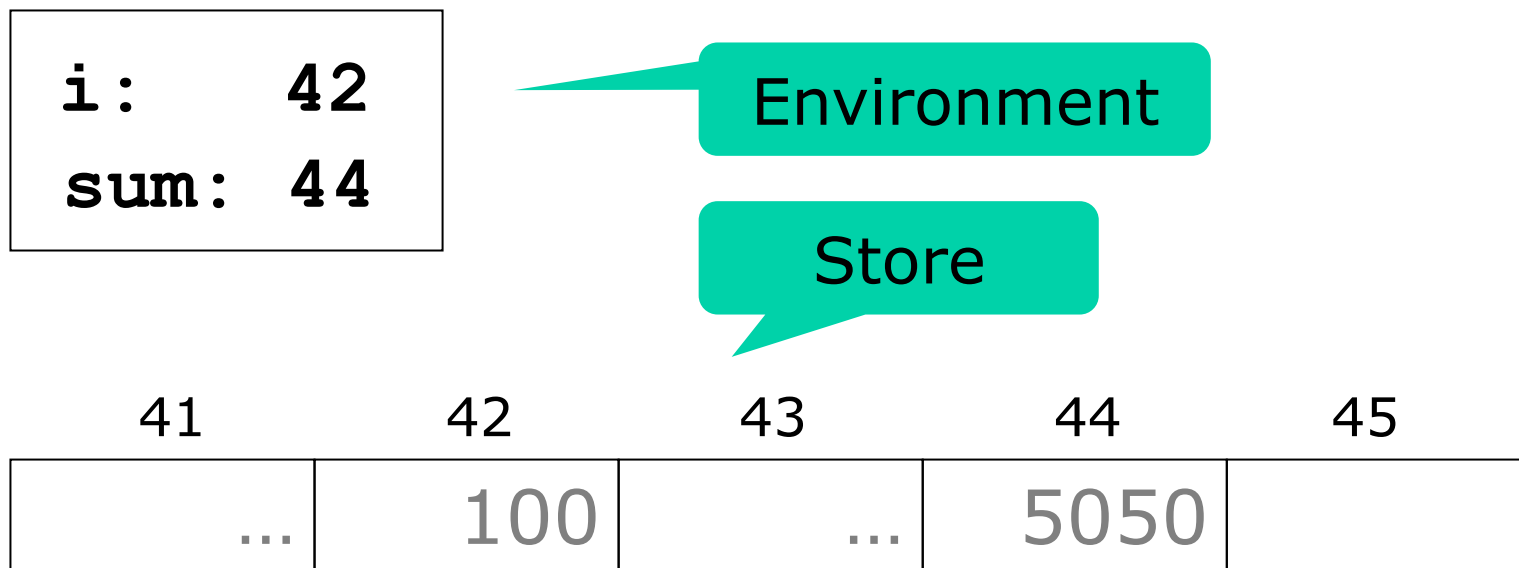 i: 42
sum: 44
Environment
Store
41 42 43 44 45
... 100 ... 5050